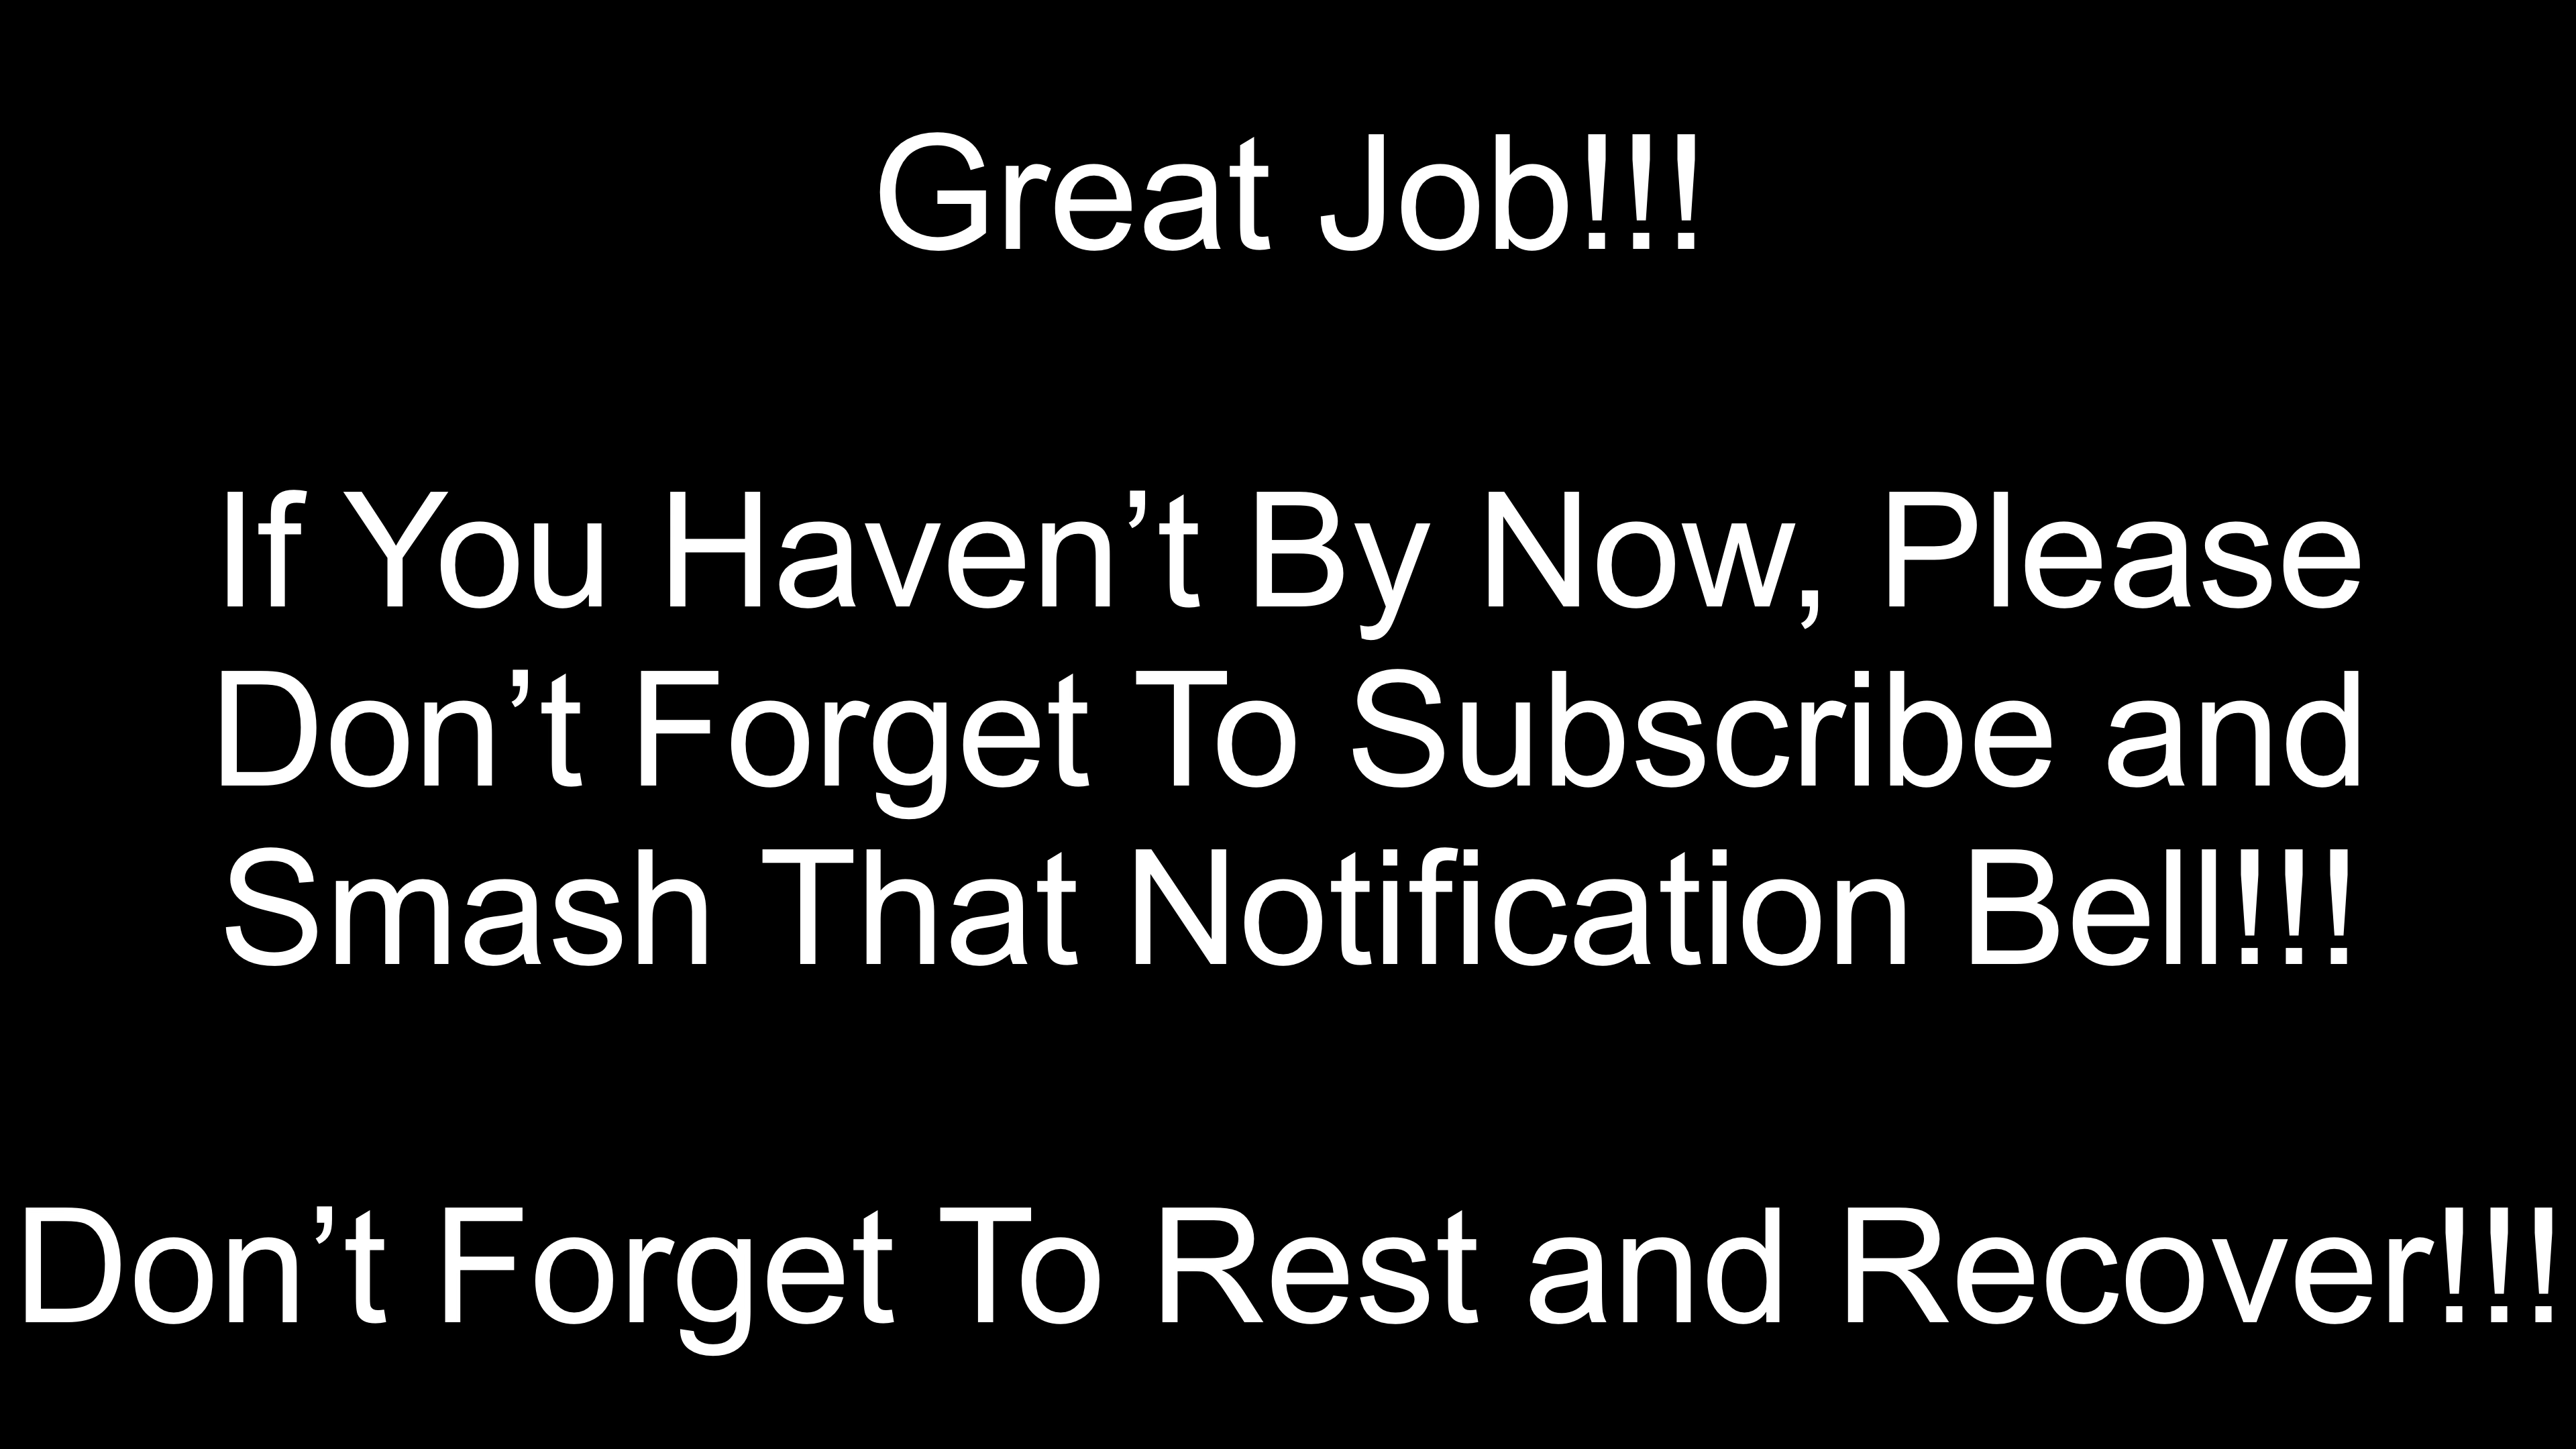 Great Job!!!
If You Haven’t By Now, Please
Don’t Forget To Subscribe and
Smash That Notification Bell!!!
Don’t Forget To Rest and Recover!!!